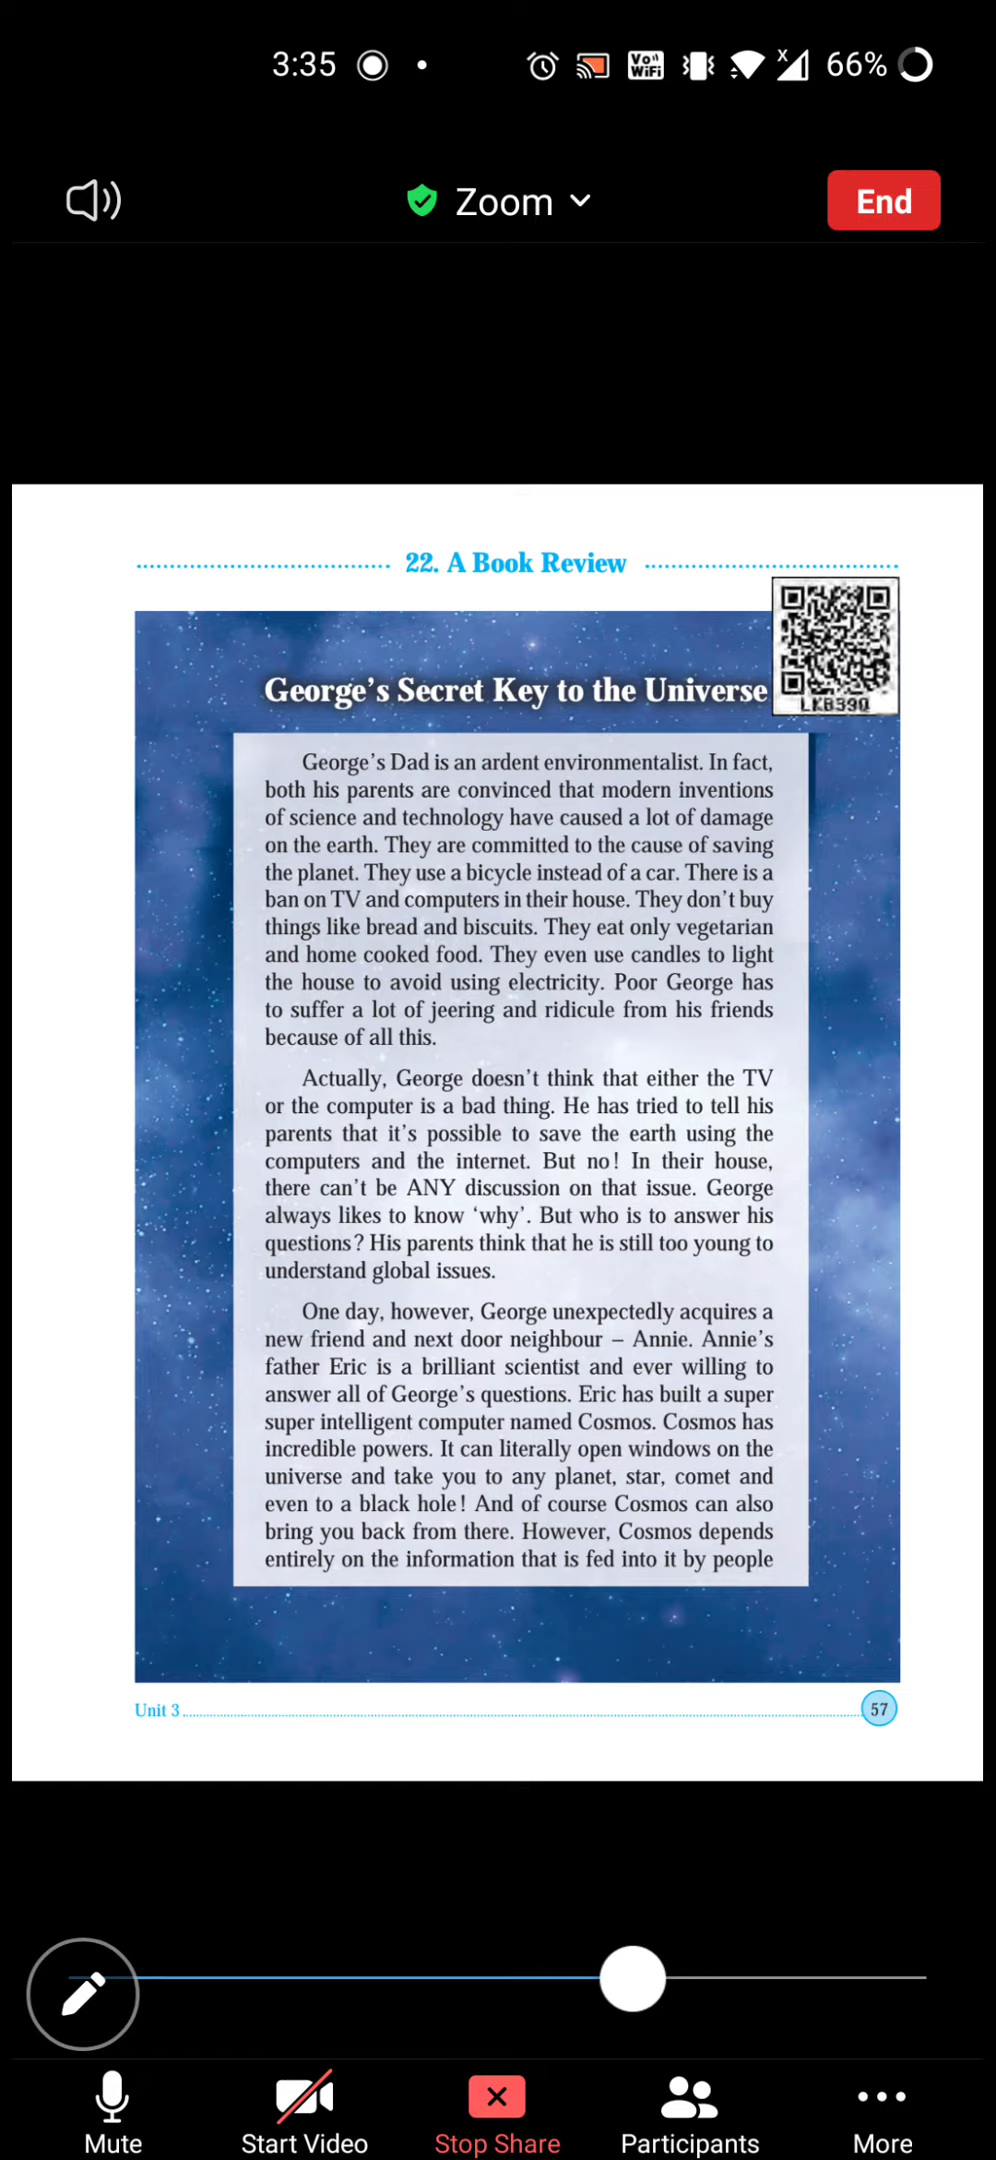 3:35
Vo WiFi
X
66%
Zoom
End
22. A Book Review
George's Secret Key to the Universe
LKB39Q
George's Dad is an ardent environmentalist. In fact,
both his parents are convinced that modern inventions
of science and technology have caused a lot of damage
on the earth. They are committed to the cause of saving
the planet. They use a bicycle instead of a car. There is a
ban on TV and computers in their house. They don't buy
things like bread and biscuits. They eat only vegetarian
and home cooked food. They even use candles to light
the house to avoid using electricity. Poor George has
to suffer a lot of jeering and ridicule from his friends
because of all this.
Actually, George doesn't think that either the TV
or the computer is a bad thing. He has tried to tell his
parents that it's possible to save the earth using the
computers and the internet. But no! In their house,
there can't be ANY discussion on that issue. George
always likes to know ‘why’. But who is to answer his
questions? His parents think that he is still too young to
understand global issues.
One day, however, George unexpectedly acquires a
new friend and next door neighbour – Annie. Annie's
father Eric is a brilliant scientist and ever willing to
answer all of George's questions. Eric has built a super
super intelligent computer named Cosmos. Cosmos has
incredible powers. It can literally open windows on the
universe and take you to any planet, star, comet and
even to a black hole! And of course Cosmos can also
bring you back from there. However, Cosmos depends
entirely on the information that is fed into it by people
Unit 3
57
Mute
Start Video
Stop Share
Participants
More